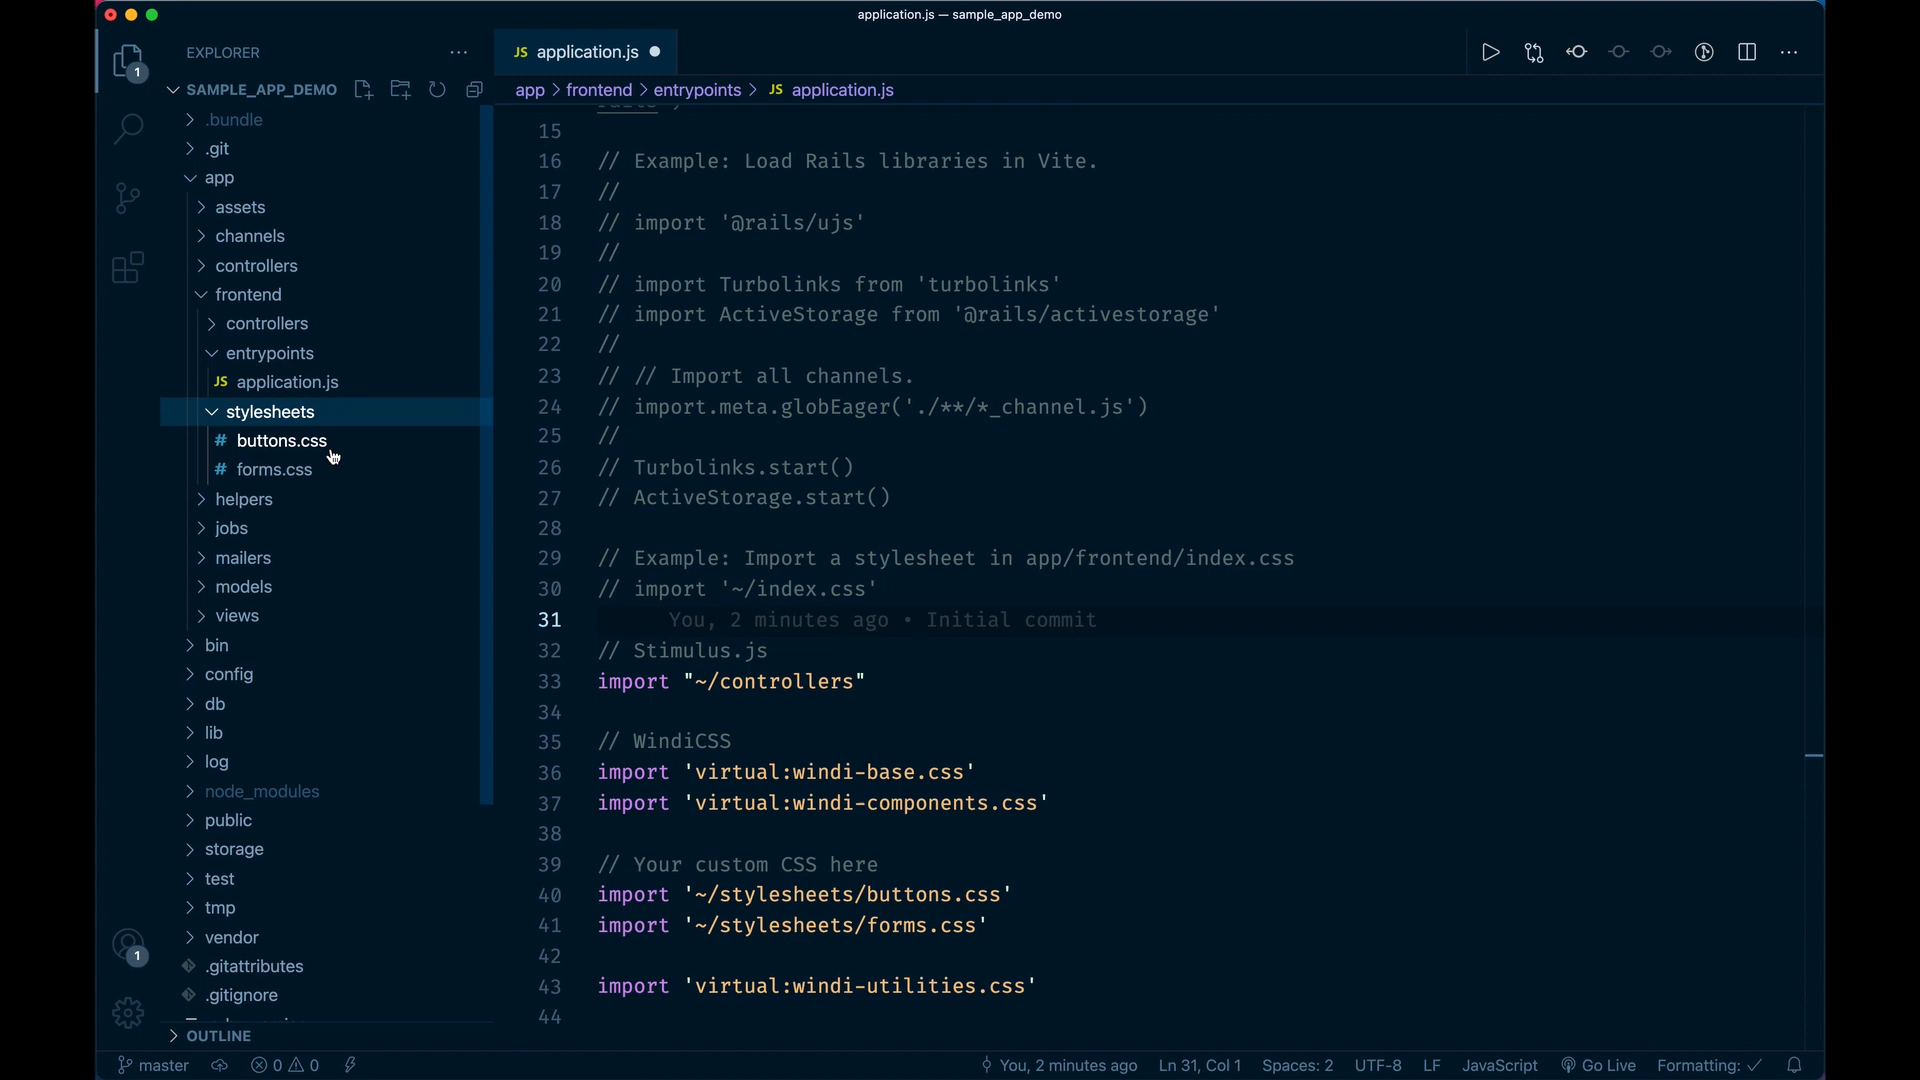 application.js — sample_app_demo
EXPLORER
JS application.js
1
SAMPLE_APP_DEMO
app > frontend > entrypoints > JS application.js
.bundle
.git
app
assets
channels
controllers
frontend
controllers
entrypoints
JS application.js
stylesheets
# buttons.css
# forms.css
helpers
jobs
mailers
models
views
bin
config
db
lib
log
node_modules
public
storage
test
tmp
vendor
.gitattributes
.gitignore
OUTLINE
1
15
16 // Example: Load Rails libraries in Vite.
17 //
18 // import '@rails/ujs'
19 //
20 // import Turbolinks from 'turbolinks'
21 // import ActiveStorage from '@rails/activestorage'
22 //
23 // // Import all channels.
24 // import.meta.globEager('./**/*_channel.js')
25 //
26 // Turbolinks.start()
27 // ActiveStorage.start()
28
29 // Example: Import a stylesheet in app/frontend/index.css
30 // import '~/index.css'
31 You, 2 minutes ago • Initial commit
32 // Stimulus.js
33 import "~/controllers"
34
35 // WindiCSS
36 import 'virtual:windi-base.css'
37 import 'virtual:windi-components.css'
38
39 // Your custom CSS here
40 import '~/stylesheets/buttons.css'
41 import '~/stylesheets/forms.css'
42
43 import 'virtual:windi-utilities.css'
44
master 0 0 You, 2 minutes ago Ln 31, Col 1 Spaces: 2 UTF-8 LF JavaScript Go Live Formatting: ✓